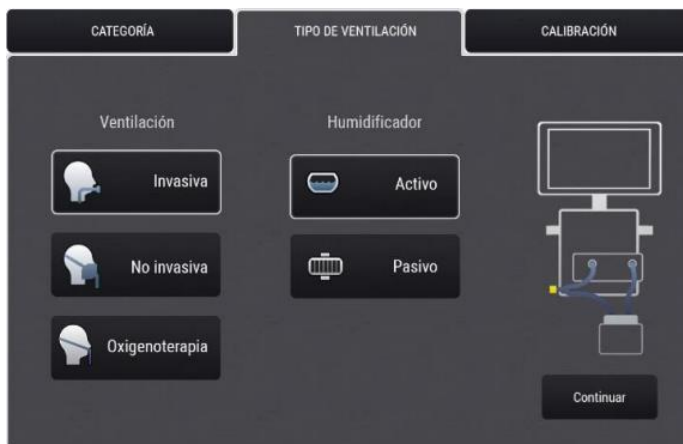 CATEGORÍA
TIPO DE VENTILACIÓN
CALIBRACIÓN
Ventilación
Humidificador
Invasiva
Activo
No invasiva
Pasivo
Oxigenoterapia
Continuar